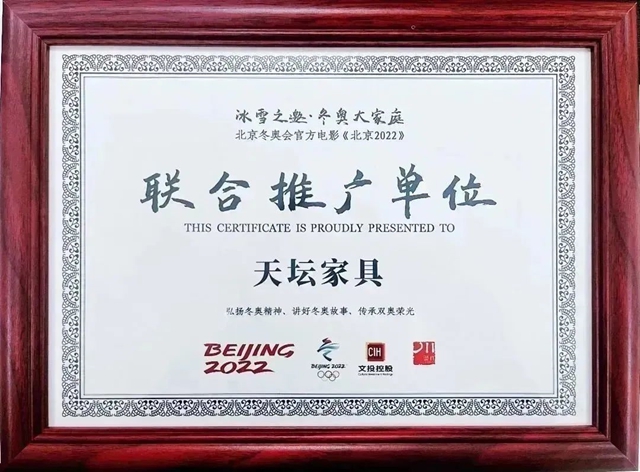 冰雪之邀·冬奥大家庭
北京冬奥会官方电影《北京2022》
联合推广单位
THIS CERTIFICATE IS PROUDLY PRESENTED TO
天坛家具
弘扬冬奥精神、讲好冬奥故事、传承双奥荣光
BEIJING
2022
BEIJING 2022
CIH
文投控股